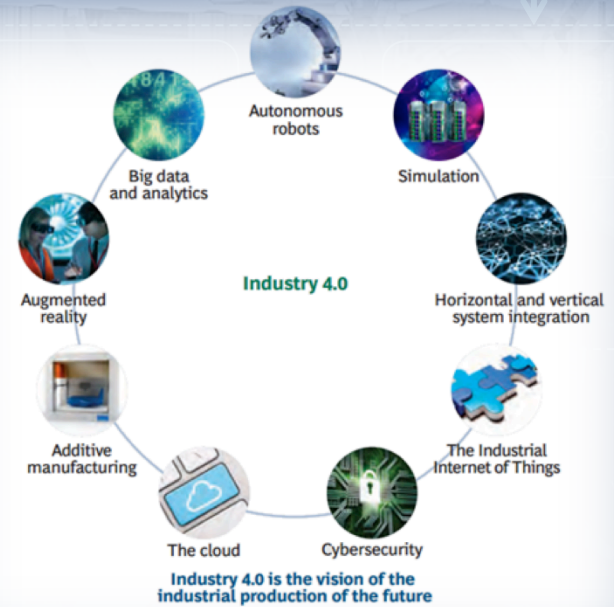 Autonomous
robots
Big data
and analytics
Simulation
Industry 4.0
Augmented
reality
Horizontal and vertical
system integration
Additive
manufacturing
The Industrial
Internet of Things
The cloud
Cybersecurity
Industry 4.0 is the vision of the
industrial production of the future